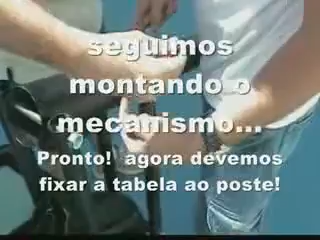 seguimos
montando o
mecanismo...
Pronto! agora devemos
fixar a tabela ao poste!